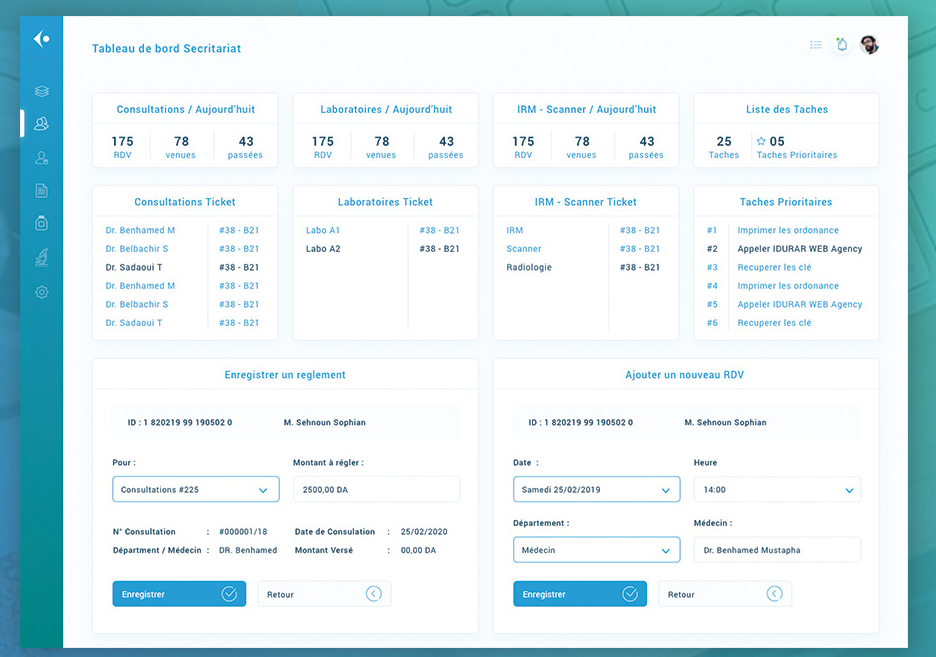 Tableau de bord Secritariat
Consultations / Aujourd'huit
175 78 43
RDV venues passées
Laboratoires / Aujourd'huit
175 78 43
RDV venues passées
IRM - Scanner / Aujourd'huit
175 78 43
RDV venues passées
Liste des Taches
25 05
Taches Taches Prioritaires
Consultations Ticket
Dr. Benhamed M #38 - B21
Dr. Belbachir S #38 - B21
Dr. Sadaoui T #38 - B21
Dr. Benhamed M #38 - B21
Dr. Belbachir S #38 - B21
Dr. Sadaoui T #38 - B21
Laboratoires Ticket
Labo A1 #38 - B21
Labo A2 #38 - B21
IRM - Scanner Ticket
IRM #38 - B21
Scanner #38 - B21
Radiologie #38 - B21
Taches Prioritaires
#1 Imprimer les ordonance
#2 Appeler IDURAR WEB Agency
#3 Recuperer les clé
#4 Imprimer les ordonance
#5 Appeler IDURAR WEB Agency
#6 Recuperer les clé
Enregistrer un reglement
ID : 1 820219 99 190502 0 M. Sehnoun Sophian
Pour : Montant à régler :
Consultations #225 2500,00 DA
N° Consultation : #000001/18 Date de Consulation : 25/02/2020
Départment / Médecin : DR. Benhamed Montant Versé : 00,00 DA
Enregistrer Retour
Ajouter un nouveau RDV
ID : 1 820219 99 190502 0 M. Sehnoun Sophian
Date : Heure
Samedi 25/02/2019 14:00
Département : Médecin :
Médecin Dr. Benhamed Mustapha
Enregistrer Retour